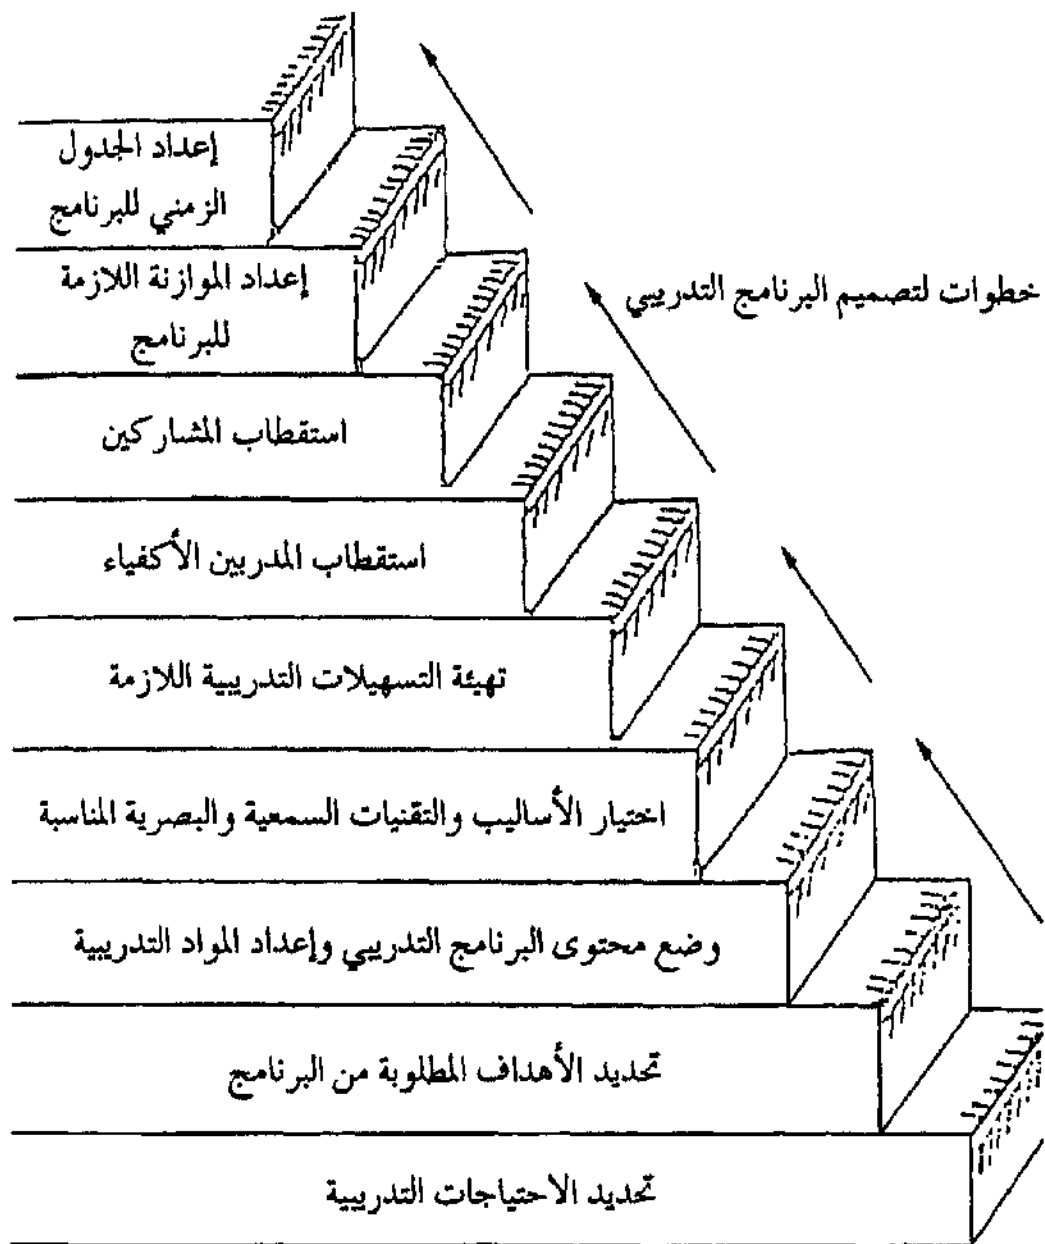 إعداد الجدول
الزمني للبرنامج
إعداد الموازنة اللازمة
للبرنامج
خطوات لتصميم البرنامج التدريبي
استقطاب المشاركين
استقطاب المدربين الأكفياء
تهيئة التسهيلات التدريبية اللازمة
اختيار الأساليب والتقنيات السمعية والبصرية المناسبة
وضع محتوى البرنامج التدريبي وإعداد المواد التدريبية
تحديد الأهداف المطلوبة من البرنامج
تحديد الاحتياجات التدريبية